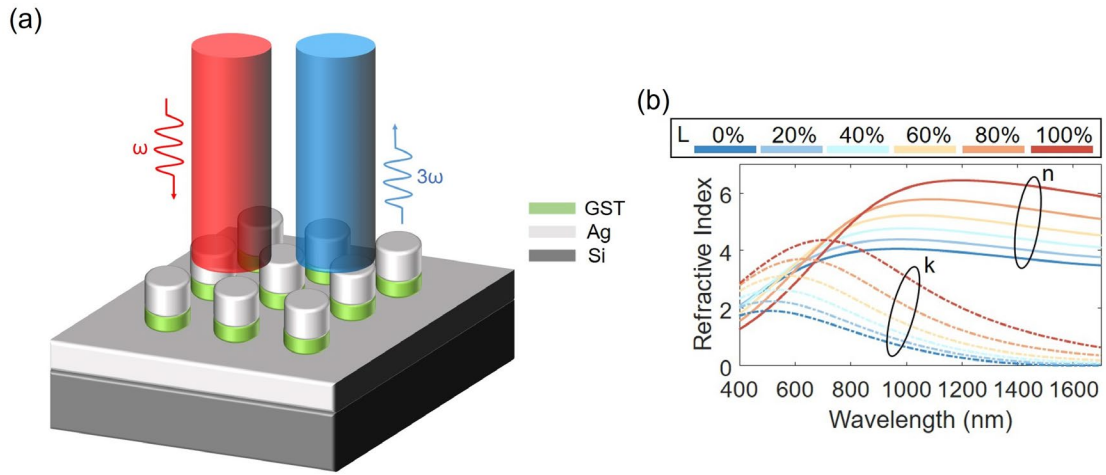 (a)
ω
3ω
GST
Ag
Si
(b)
L 0% 20% 40% 60% 80% 100%
n
k
Refractive Index
6
4
2
0
400 600 800 1000 1200 1400 1600
Wavelength (nm)